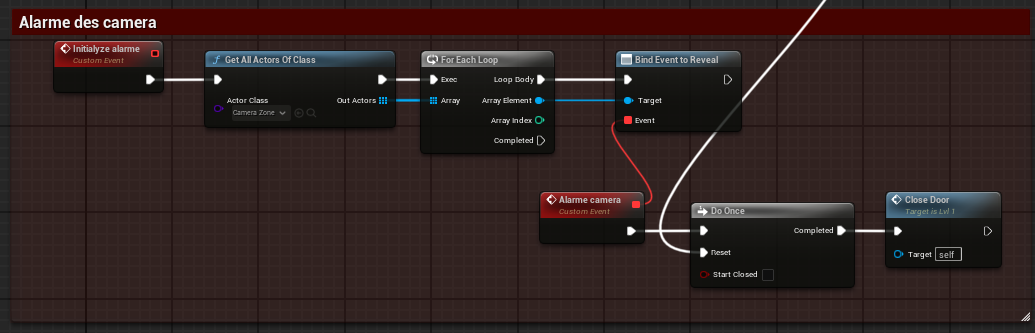 Alarme des camera
Initialyze alarme
Custom Event
Get All Actors Of Class
Actor Class
Camera Zone
Out Actors
For Each Loop
Exec
Loop Body
Array
Array Element
Array Index
Completed
Bind Event to Reveal
Target
Event
Alarme camera
Custom Event
Do Once
Completed
Reset
Start Closed
Close Door
Target is Lvl 1
Target
self